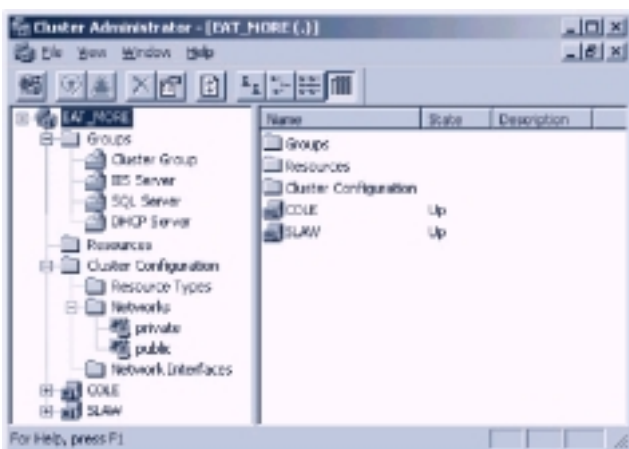 Cluster Administrator - [EAT_MORE (.)]
File View Window Help
EAT_MORE
Groups
Cluster Group
IIS Server
SQL Server
DHCP Server
Resources
Cluster Configuration
Resource Types
Networks
private
public
Network Interfaces
COLE
SLAW
Name State Description
Groups
Resources
Cluster Configuration
COLE Up
SLAW Up
For Help, press F1